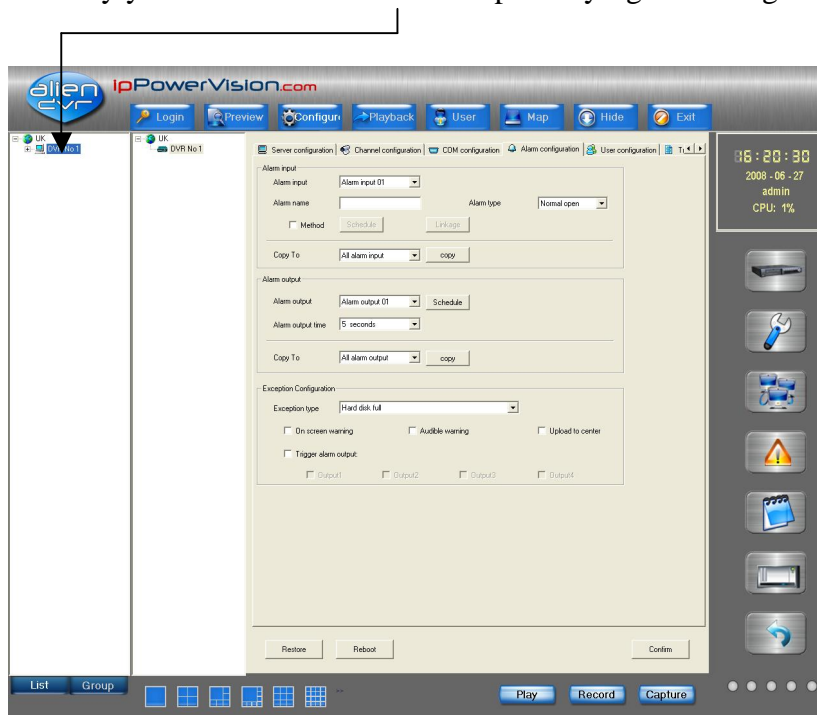 alien dvr ipPowerVision.com
Login Preview Configure Playback User Map Hide Exit
UK
DVR No1
UK
DVR No 1
Server configuration Channel configuration COM configuration Alarm configuration User configuration
16:20:30
2008 - 06 - 27
admin
CPU: 1%
Alarm input
Alarm input Alarm input 01
Alarm name Alarm type Normal open
Method Schedule Linkage
Copy To All alarm input copy
Alarm output
Alarm output Alarm output 01 Schedule
Alarm output time 5 seconds
Copy To All alarm output copy
Exception Configuration
Exception type Hard disk full
On screen warning Audible warning Upload to center
Trigger alarm output:
Output1 Output2 Output3 Output4
Restore Reboot Confirm
List Group
Play Record Capture